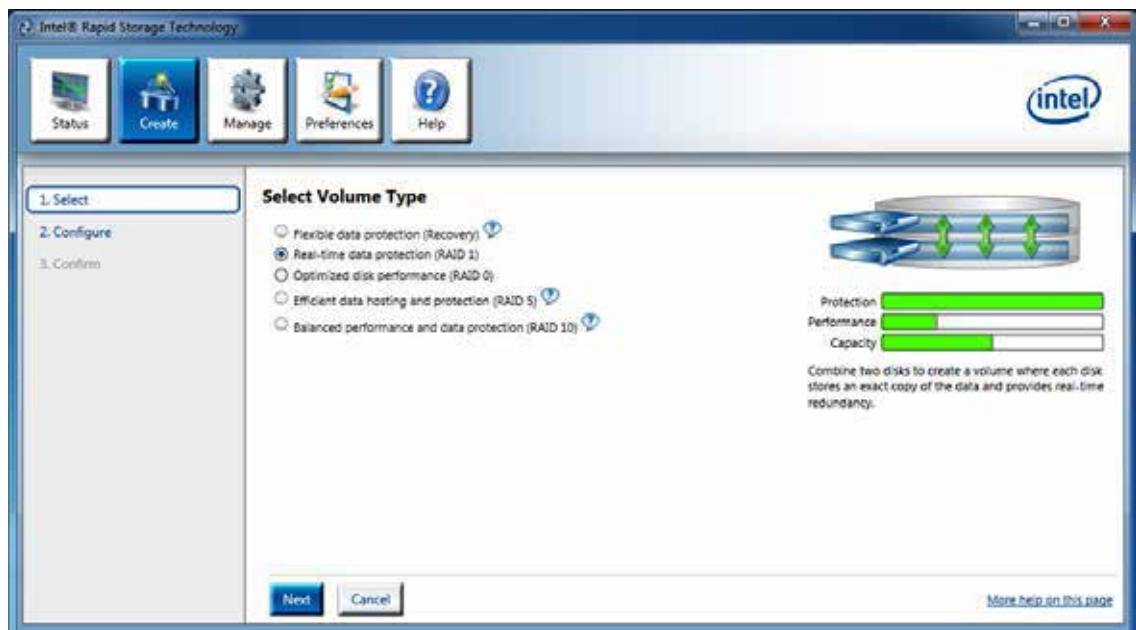 Intel® Rapid Storage Technology
Status
Create
Manage
Preferences
Help
intel
1. Select
2. Configure
3. Confirm
Select Volume Type
Flexible data protection (Recovery)
Real-time data protection (RAID 1)
Optimized disk performance (RAID 0)
Efficient data hosting and protection (RAID 5)
Balanced performance and data protection (RAID 10)
Protection
Performance
Capacity
Combine two disks to create a volume where each disk
stores an exact copy of the data and provides real-time
redundancy.
Next
Cancel
More help on this page